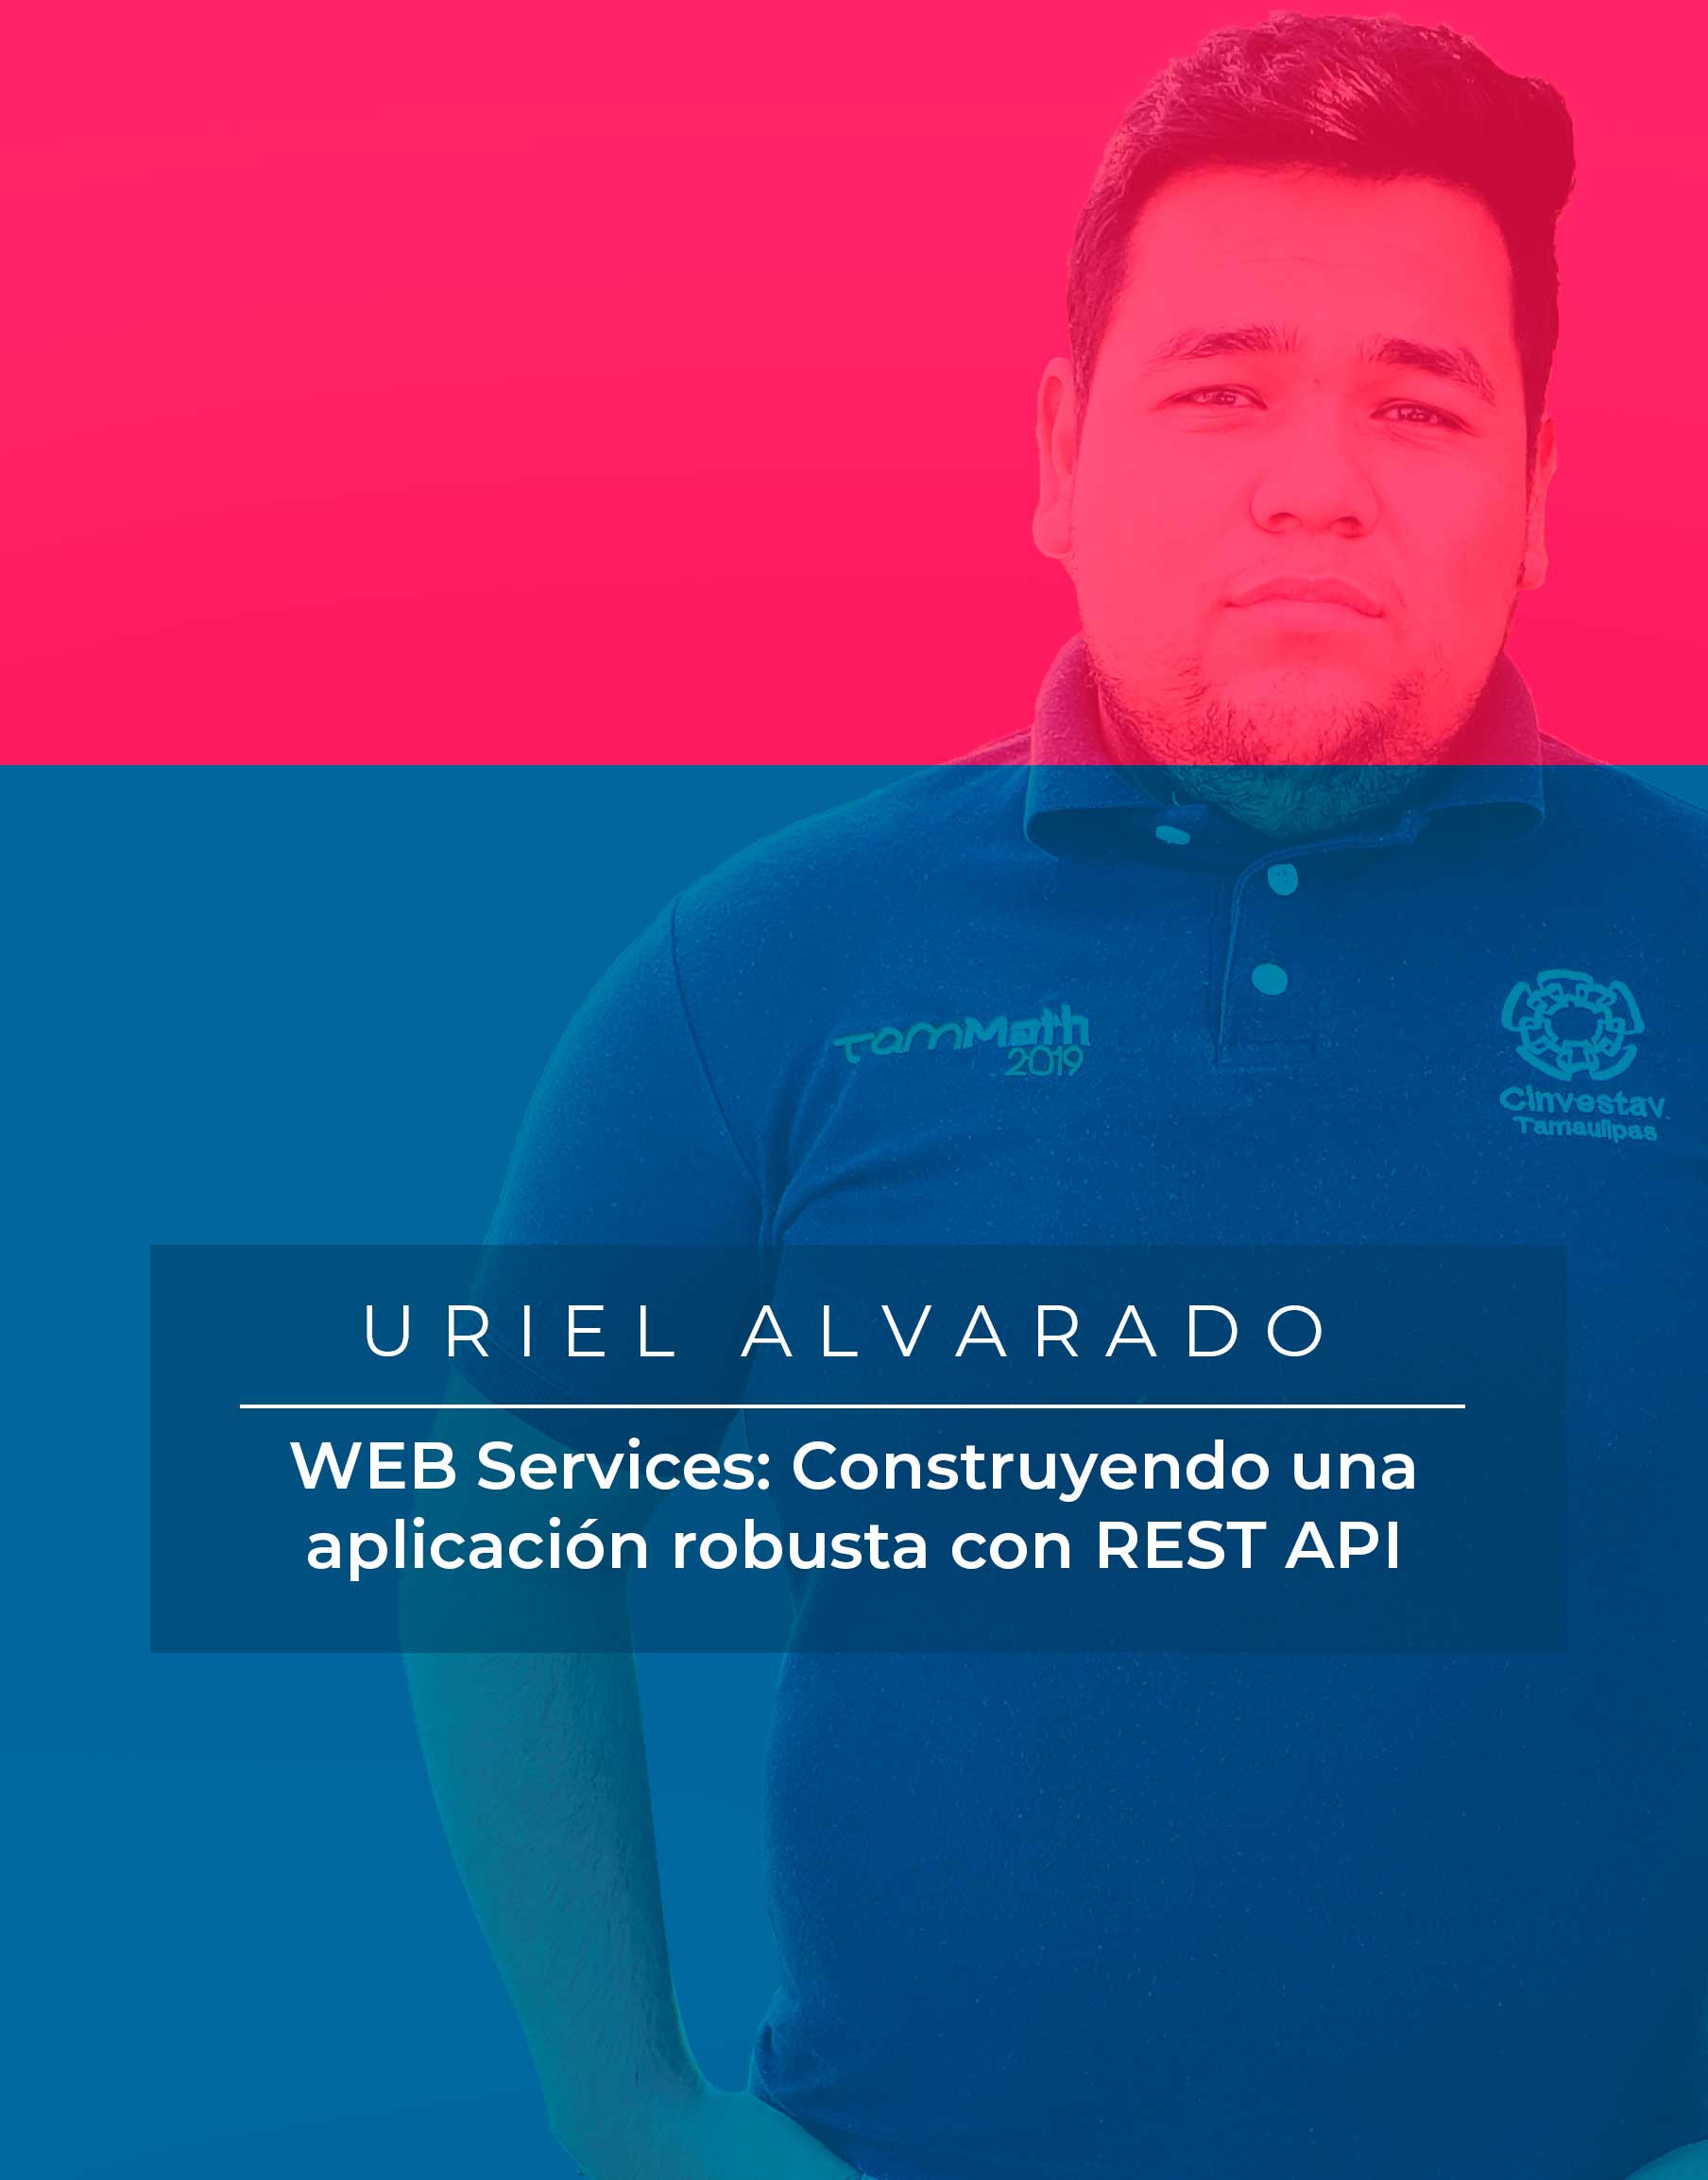 TamMath
2019
Cinvestav
Tamaulipas
URIEL ALVARADO
WEB Services: Construyendo una
aplicación robusta con REST API